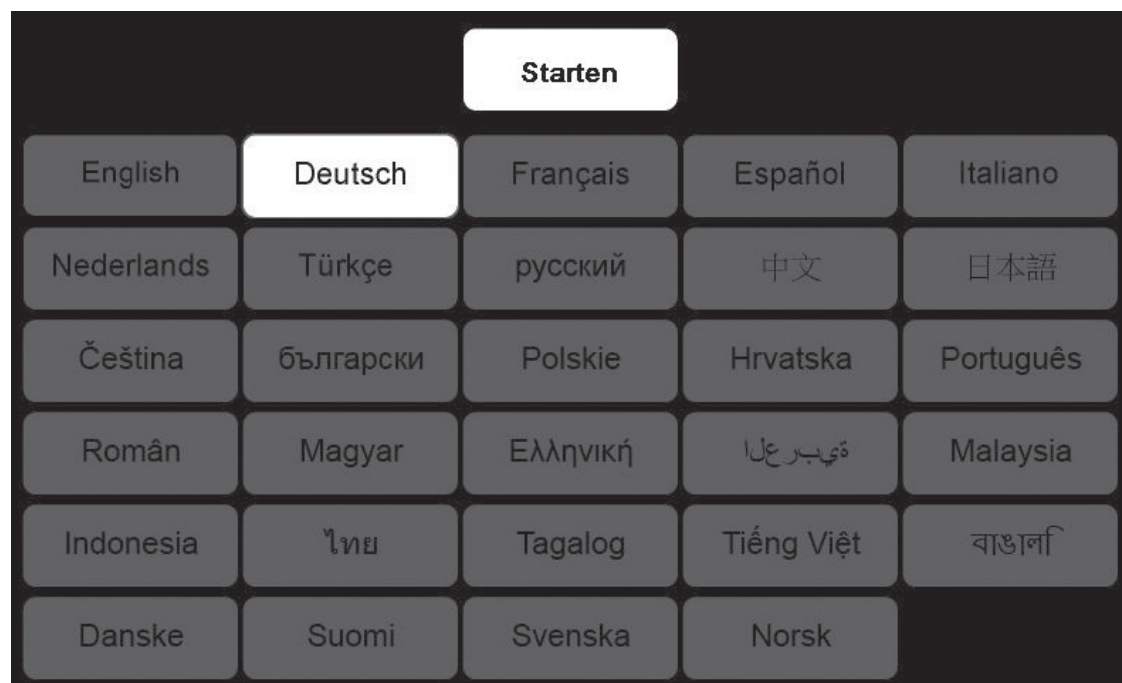 Starten
English Deutsch Français Español Italiano
Nederlands Türkçe русский 中文 日本語
Čeština български Polskie Hrvatska Português
Român Magyar Ελληνική ةيبرعلا Malaysia
Indonesia ไทย Tagalog Tiếng Việt বাঙালি
Danske Suomi Svenska Norsk